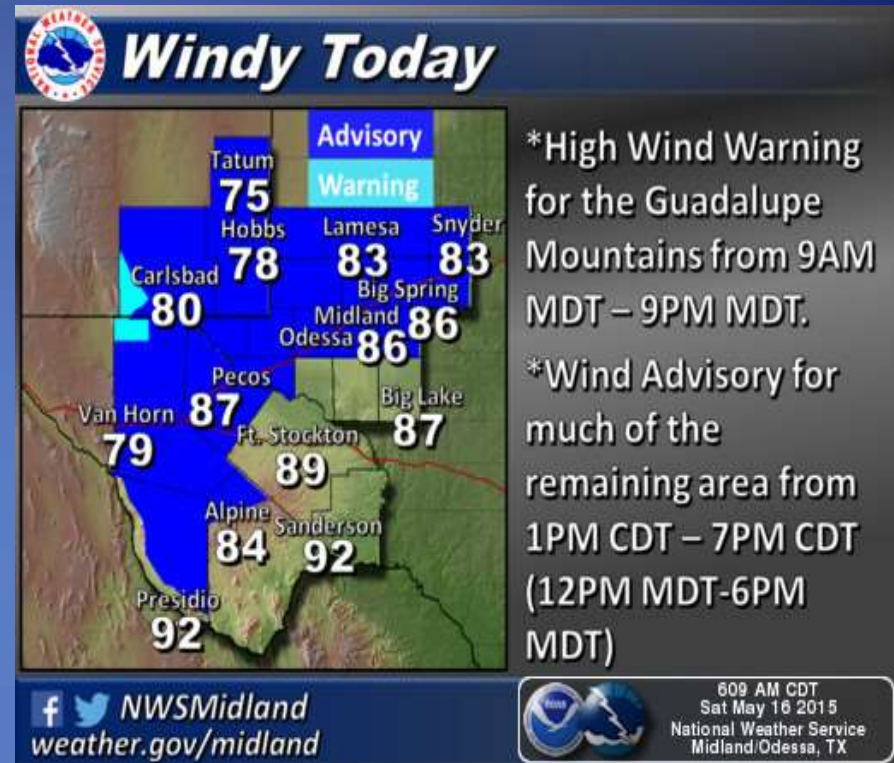 Windy Today
NATIONAL WEATHER SERVICE
Advisory
Warning
Tatum
75
Hobbs
78
Lamesa
83
Snyder
83
Carlsbad
80
Big Spring
86
Midland
Odessa
86
Pecos
87
Big Lake
87
Van Horn
79
Ft. Stockton
89
Alpine
84
Sanderson
92
Presidio
92
*High Wind Warning
for the Guadalupe
Mountains from 9AM
MDT – 9PM MDT.
*Wind Advisory for
much of the
remaining area from
1PM CDT – 7PM CDT
(12PM MDT-6PM
MDT)
f NWSMidland
weather.gov/midland
noaa
609 AM CDT
Sat May 16 2015
National Weather Service
Midland/Odessa, TX